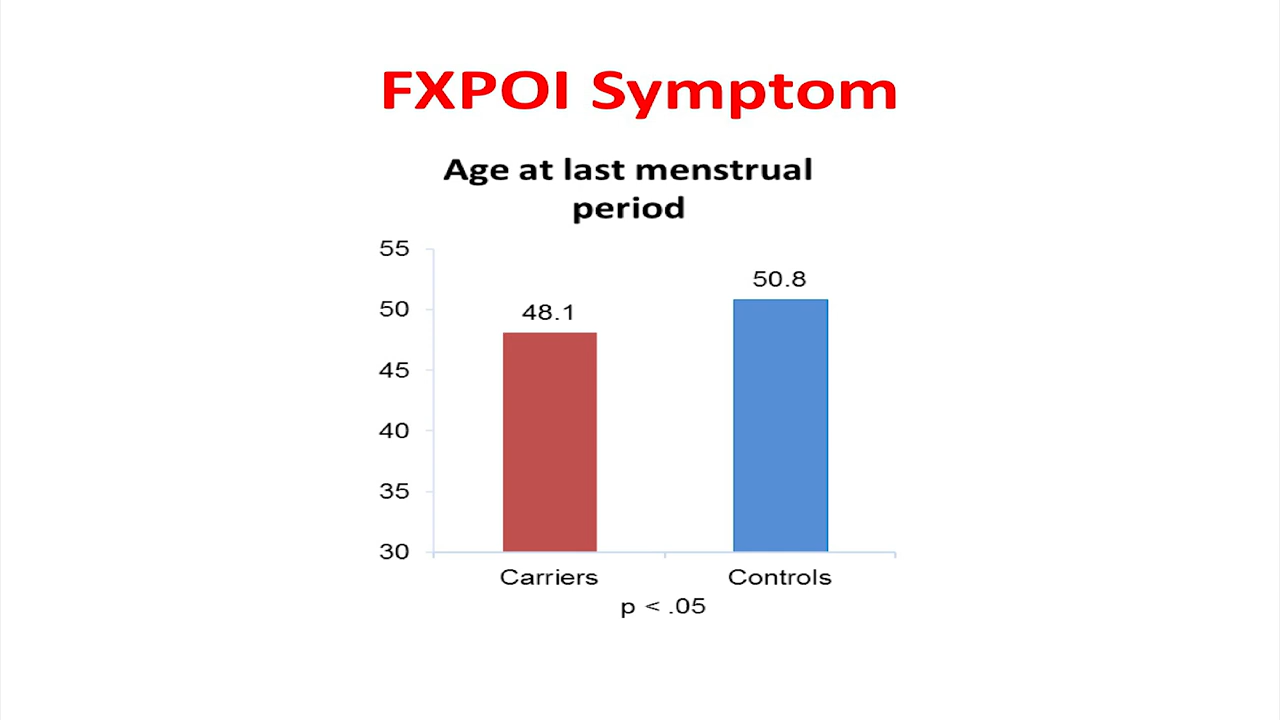 FXPOI Symptom
Age at last menstrual
period
55
50
45
40
35
30
48.1
50.8
Carriers
Controls
p < .05